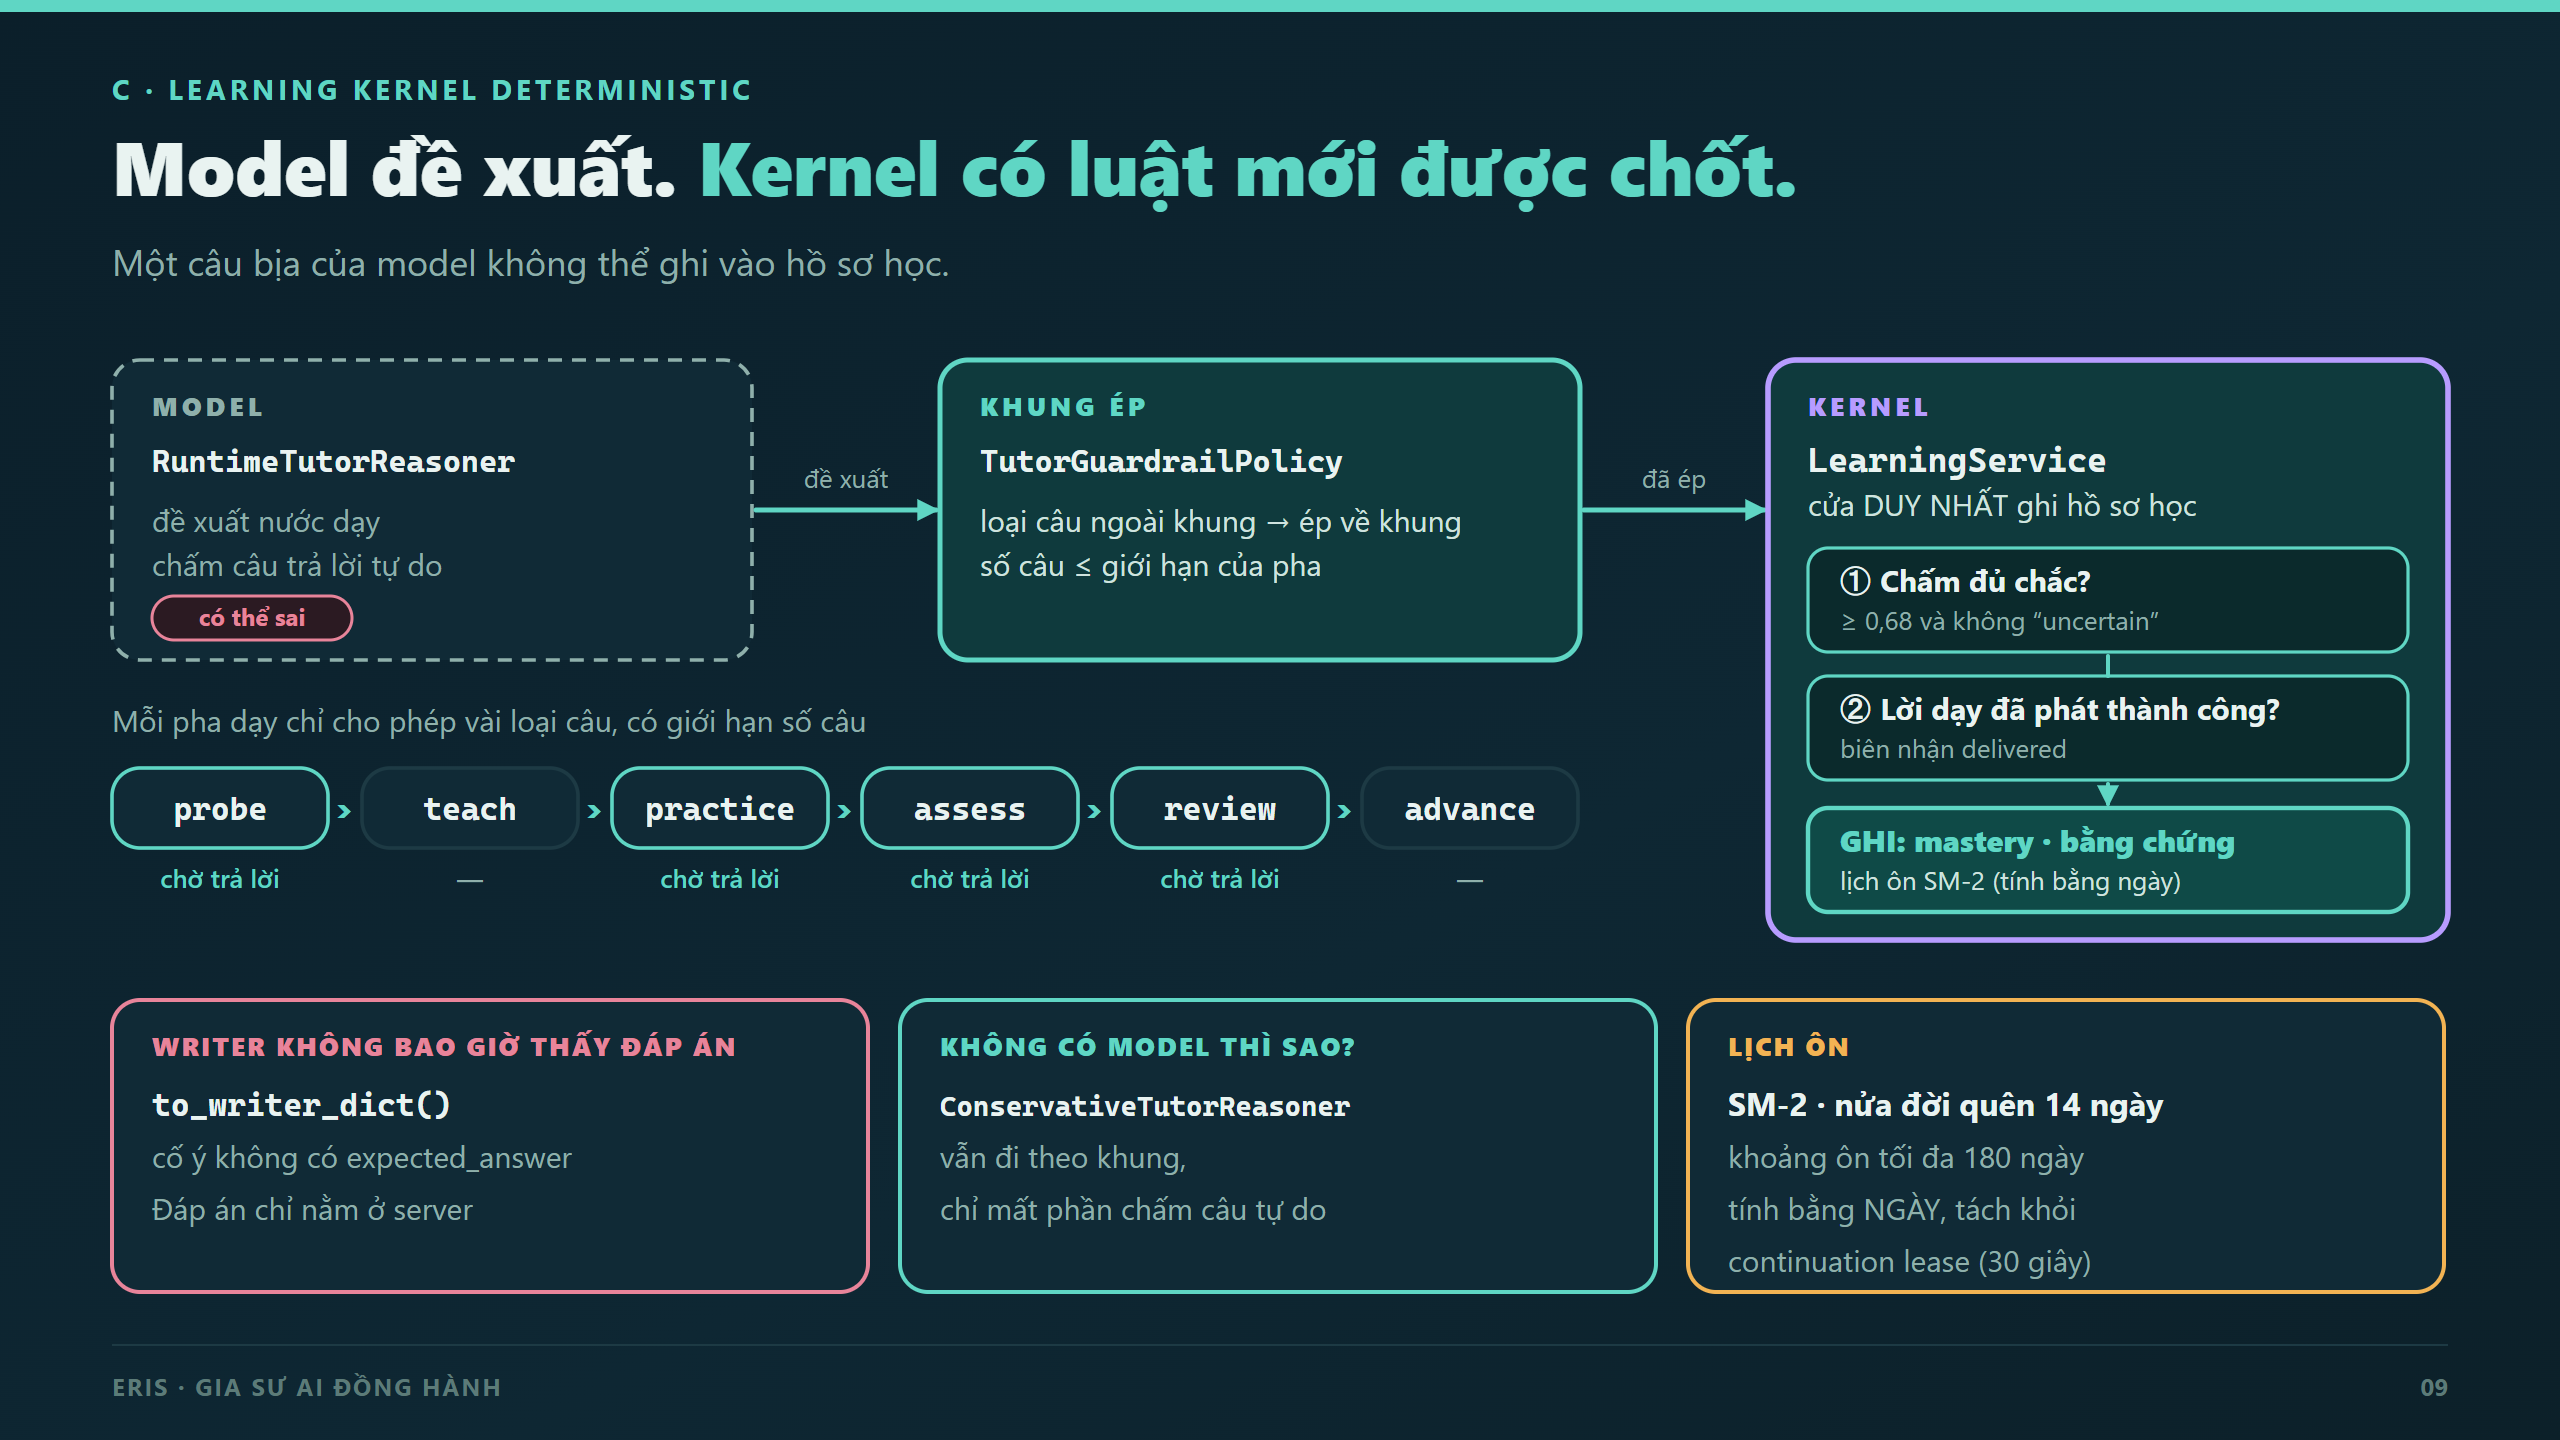 C · LEARNING KERNEL DETERMINISTIC
Model đề xuất. Kernel có luật mới được chốt.
Một câu bịa của model không thể ghi vào hồ sơ học.
MODEL
RuntimeTutorReasoner
đề xuất nước dạy
chấm câu trả lời tự do
có thể sai
đề xuất
KHUNG ÉP
TutorGuardrailPolicy
loại câu ngoài khung → ép về khung
số câu ≤ giới hạn của pha
đã ép
KERNEL
LearningService
cửa DUY NHẤT ghi hồ sơ học
① Chấm đủ chắc?
≥ 0,68 và không “uncertain”
② Lời dạy đã phát thành công?
biên nhận delivered
GHI: mastery · bằng chứng
lịch ôn SM-2 (tính bằng ngày)
Mỗi pha dạy chỉ cho phép vài loại câu, có giới hạn số câu
probe › teach › practice › assess › review › advance
chờ trả lời — chờ trả lời chờ trả lời chờ trả lời —
WRITER KHÔNG BAO GIỜ THẤY ĐÁP ÁN
to_writer_dict()
cố ý không có expected_answer
Đáp án chỉ nằm ở server
KHÔNG CÓ MODEL THÌ SAO?
ConservativeTutorReasoner
vẫn đi theo khung,
chỉ mất phần chấm câu tự do
LỊCH ÔN
SM-2 · nửa đời quên 14 ngày
khoảng ôn tối đa 180 ngày
tính bằng NGÀY, tách khỏi
continuation lease (30 giây)
ERIS · GIA SƯ AI ĐỒNG HÀNH
09